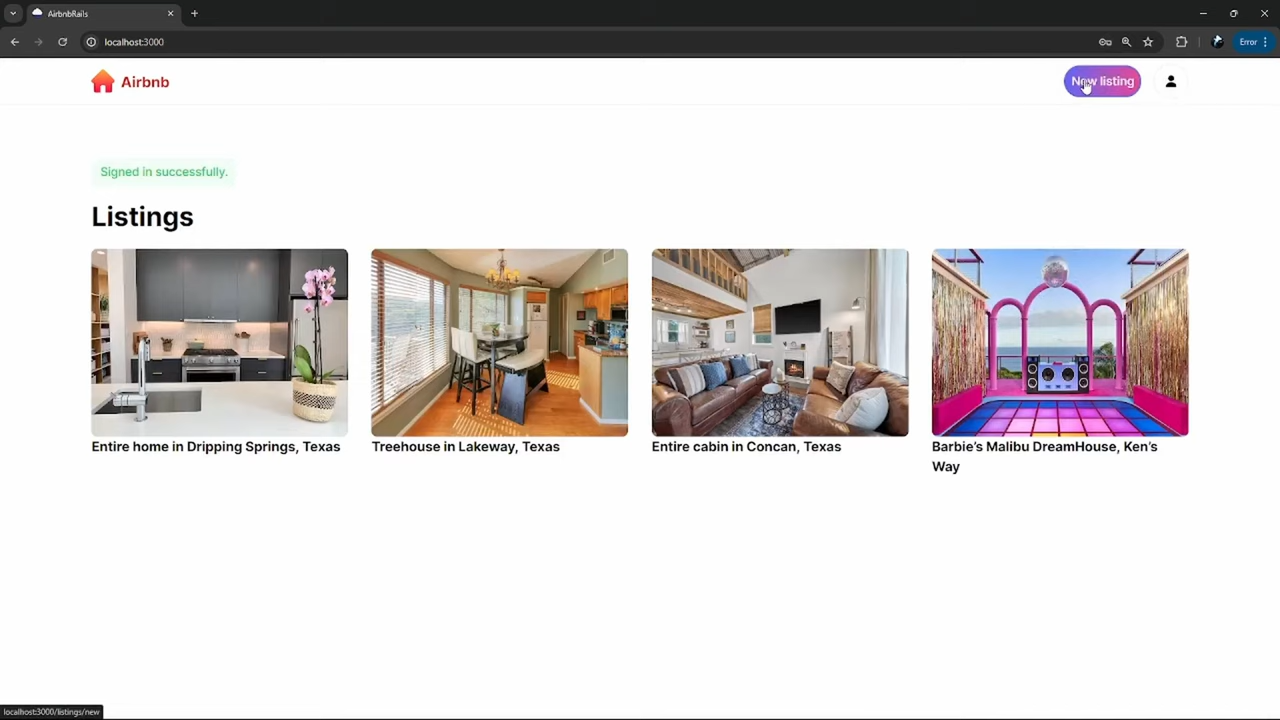 AirbnbRails
localhost:3000
Error
Airbnb
New listing
Signed in successfully.
Listings
Entire home in Dripping Springs, Texas
Treehouse in Lakeway, Texas
Entire cabin in Concan, Texas
Barbie's Malibu DreamHouse, Ken's
Way
localhost:3000/listings/new